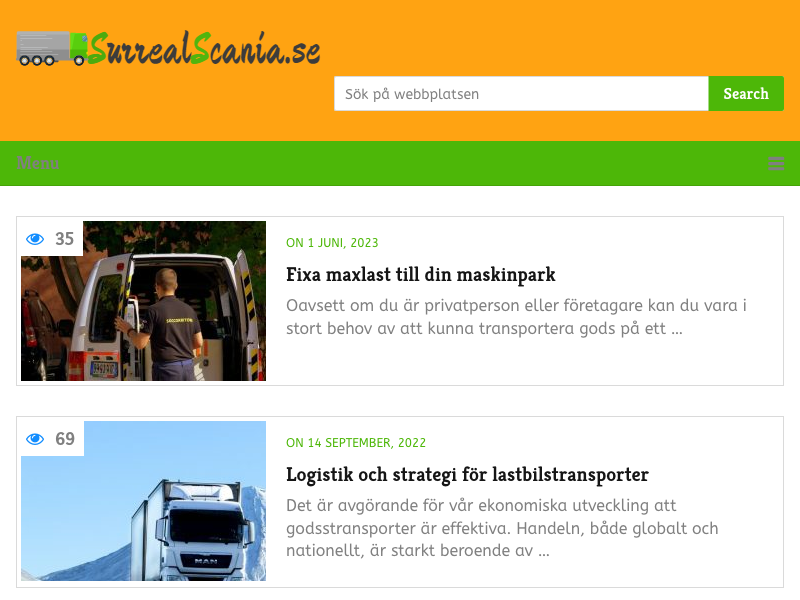 SurrealScania.se
Sök på webbplatsen
Search
Menu
35
ON 1 JUNI, 2023
Fixa maxlast till din maskinpark
Oavsett om du är privatperson eller företagare kan du vara i
stort behov av att kunna transportera gods på ett ...
69
ON 14 SEPTEMBER, 2022
Logistik och strategi för lastbilstransporter
Det är avgörande för vår ekonomiska utveckling att
godsstransporter är effektiva. Handeln, både globalt och
nationellt, är starkt beroende av ...
MAN